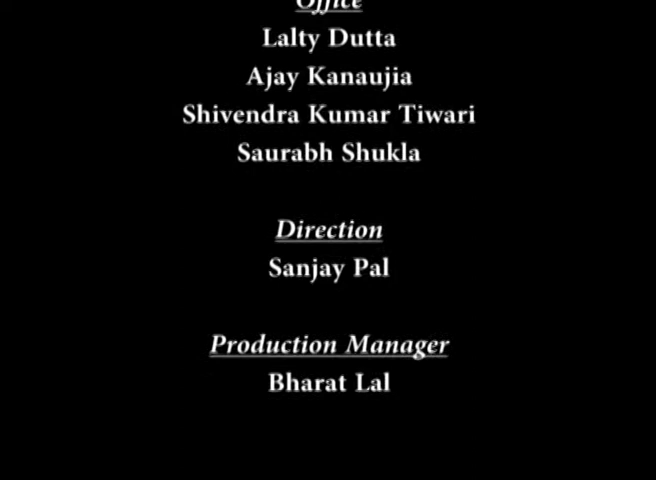 Office
Lalty Dutta
Ajay Kanaujia
Shivendra Kumar Tiwari
Saurabh Shukla
Direction
Sanjay Pal
Production Manager
Bharat Lal